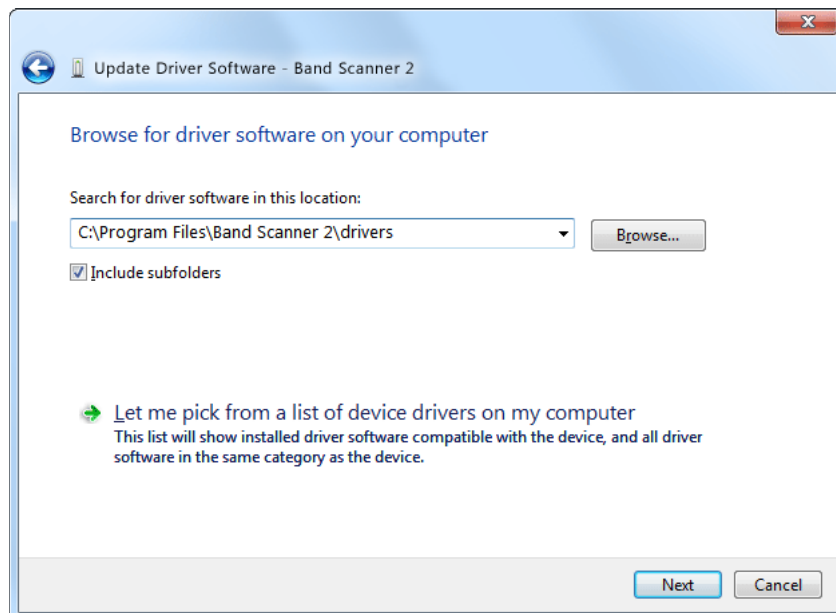 Update Driver Software - Band Scanner 2
Browse for driver software on your computer
Search for driver software in this location:
C:\Program Files\Band Scanner 2\drivers
Browse...
Include subfolders
Let me pick from a list of device drivers on my computer
This list will show installed driver software compatible with the device, and all driver
software in the same category as the device.
Next
Cancel